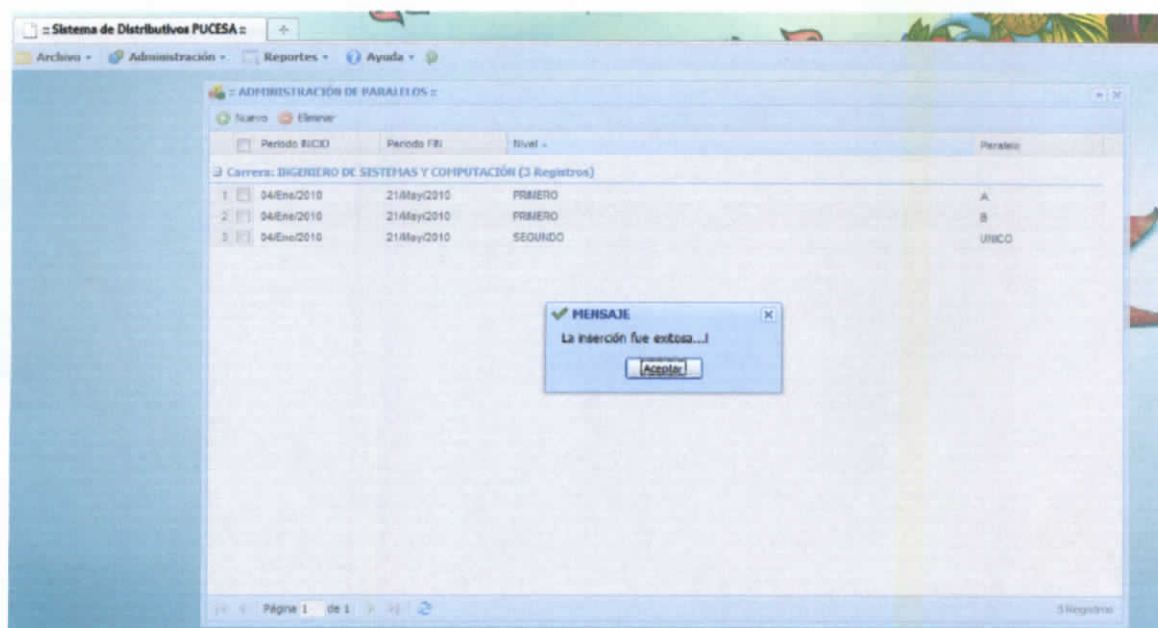 :: Sistema de Distributivos PUCESA ::
Archivo Administración Reportes Ayuda
:: ADMINISTRACIÓN DE PARALELOS ::
Nuevo Eliminar
Periodo INICIO Periodo FIN Nivel Paralelo
Carrera: INGENIERO DE SISTEMAS Y COMPUTACIÓN (3 Registros)
1 04/Ene/2010 21/May/2010 PRIMERO A
2 04/Ene/2010 21/May/2010 PRIMERO B
3 04/Ene/2010 21/May/2010 SEGUNDO UNICO
MENSAJE
La inserción fue exitosa...!
Aceptar
Página 1 de 1 3 Registros